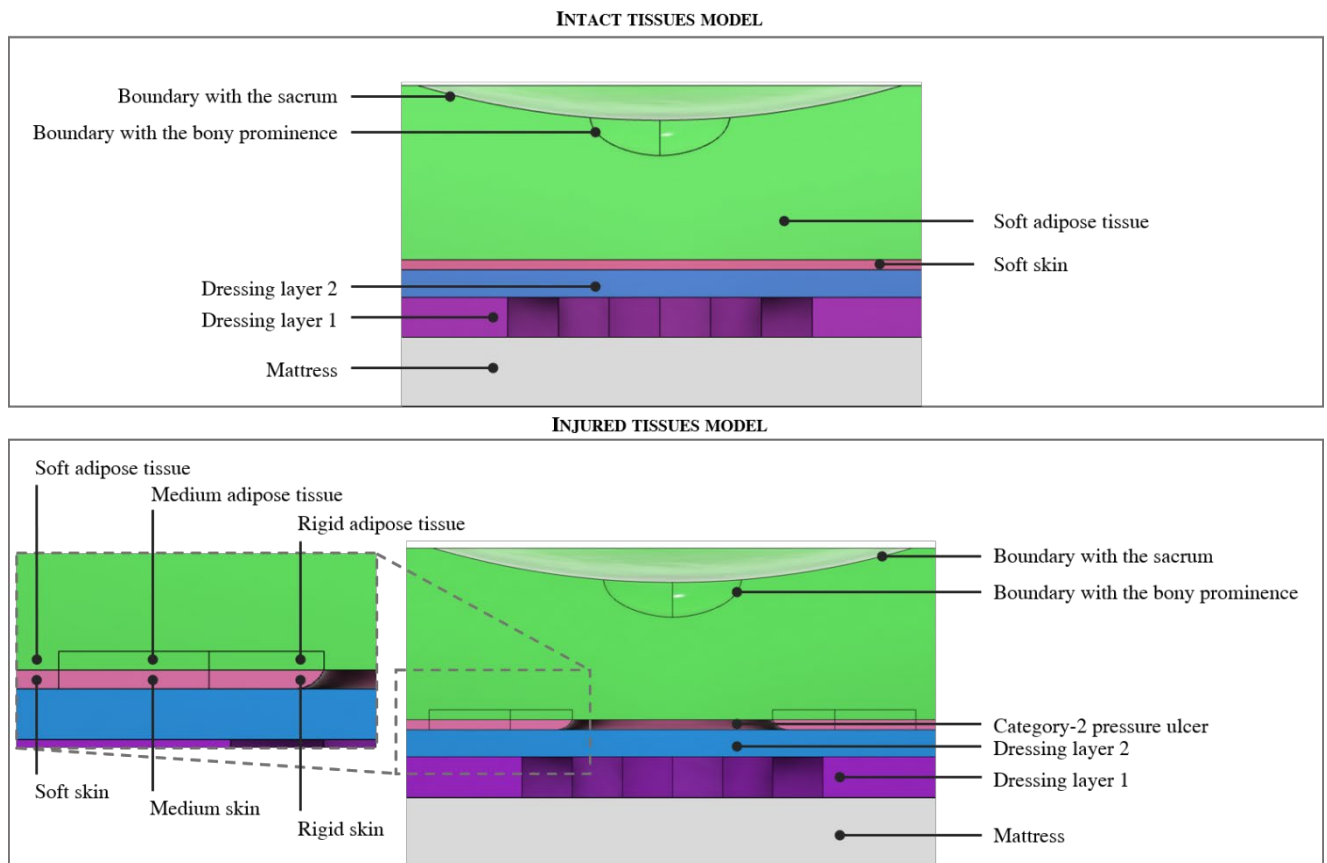 INTACT TISSUES MODEL
Boundary with the sacrum
Boundary with the bony prominence
Soft adipose tissue
Soft skin
Dressing layer 2
Dressing layer 1
Mattress
INJURED TISSUES MODEL
Soft adipose tissue
Medium adipose tissue
Rigid adipose tissue
Boundary with the sacrum
Boundary with the bony prominence
Category-2 pressure ulcer
Dressing layer 2
Dressing layer 1
Soft skin
Medium skin
Rigid skin
Mattress